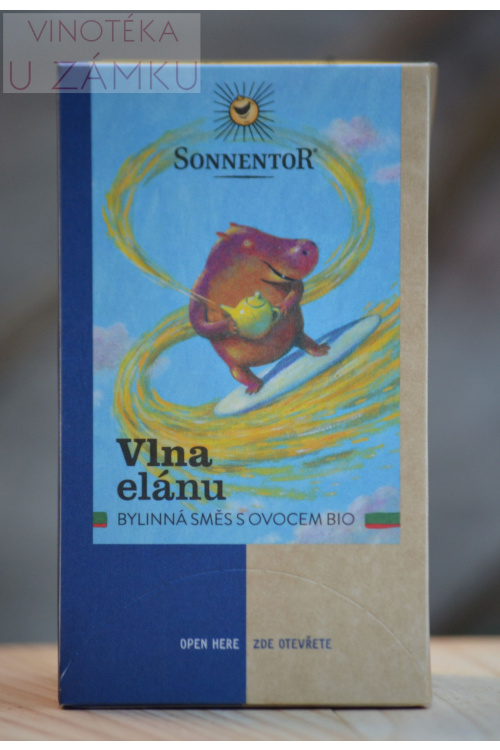 VINOTÉKA
U ZÁMKU
SONNENTOR®
Vlna
elánu
BYLINNÁ SMĚS S OVOCEM BIO
OPEN HERE ZDE OTEVŘETE